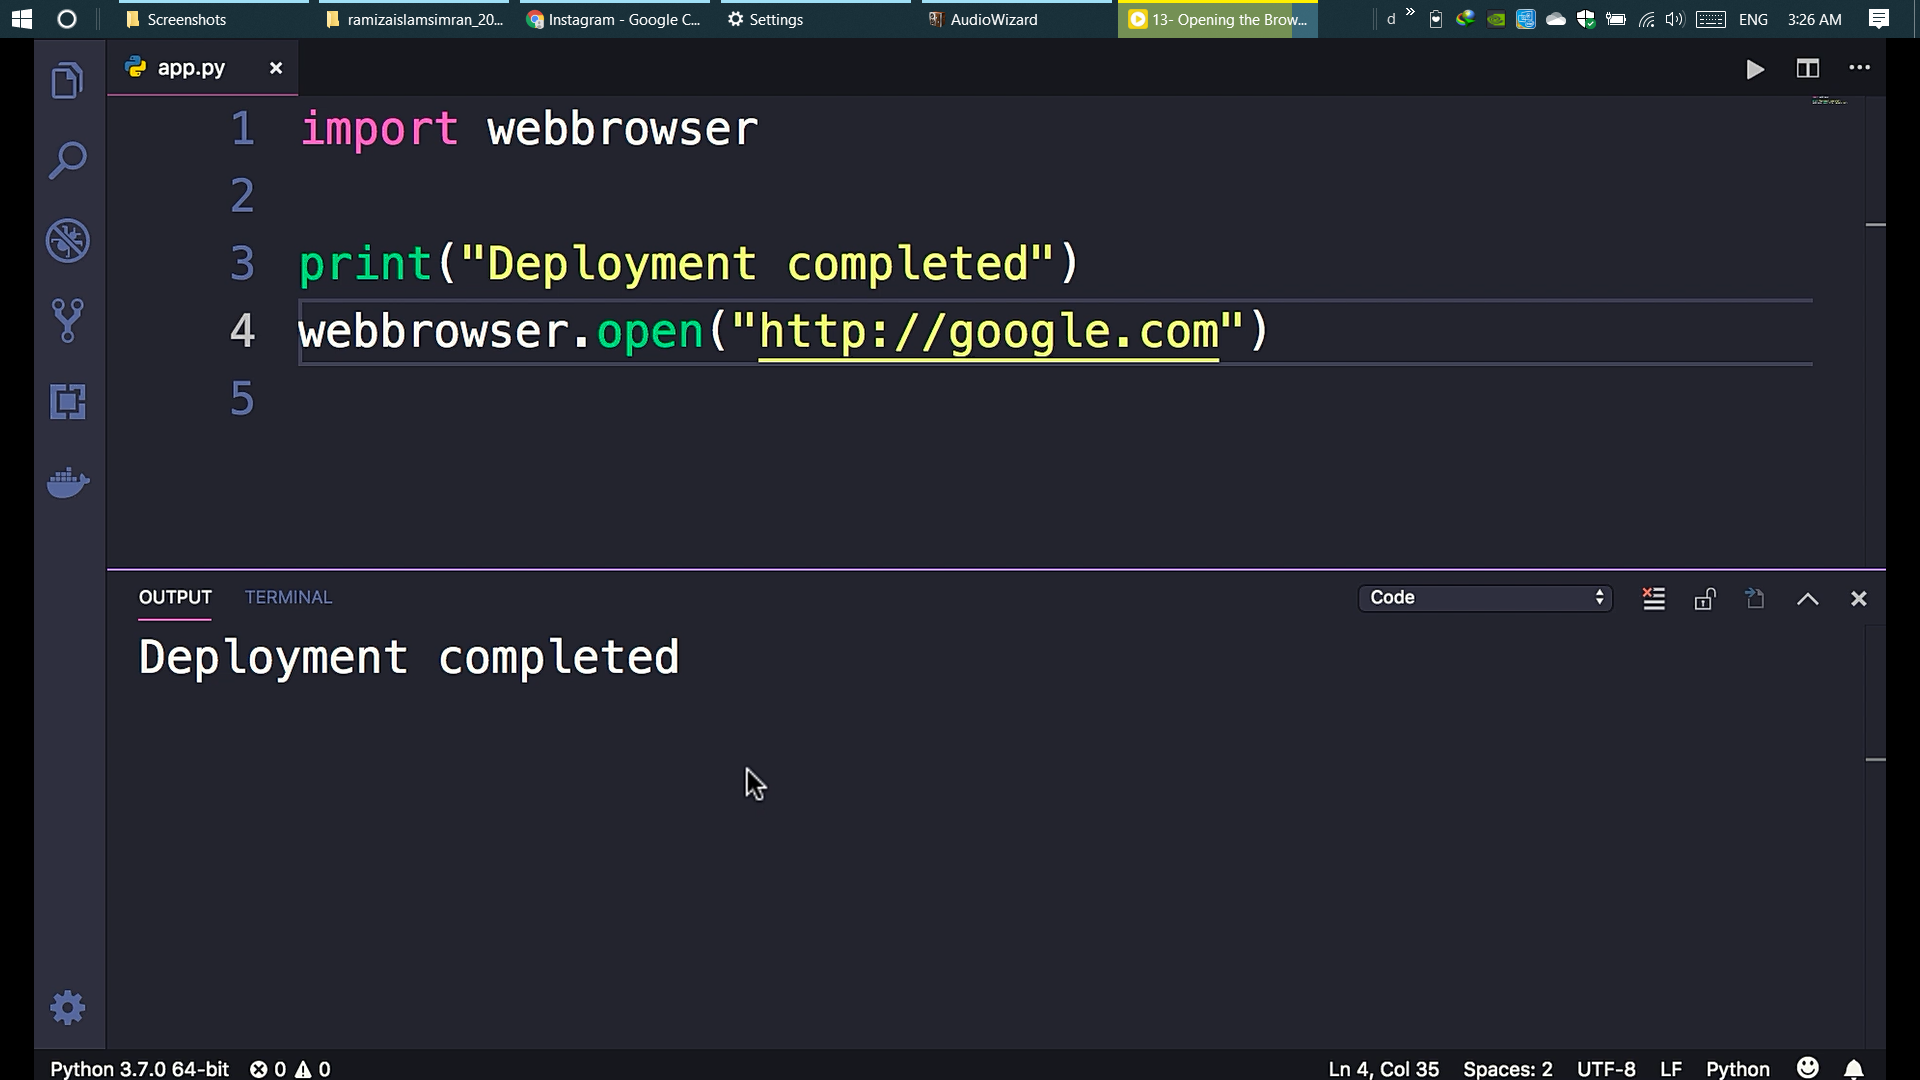 Screenshots ramizaislamsimran_20... Instagram - Google C... Settings AudioWizard 13- Opening the Brow... d » ENG 3:26 AM
app.py
1 import webbrowser
2
3 print("Deployment completed")
4 webbrowser.open("http://google.com")
5
OUTPUT TERMINAL Code
Deployment completed
Python 3.7.0 64-bit 0 0 Ln 4, Col 35 Spaces: 2 UTF-8 LF Python